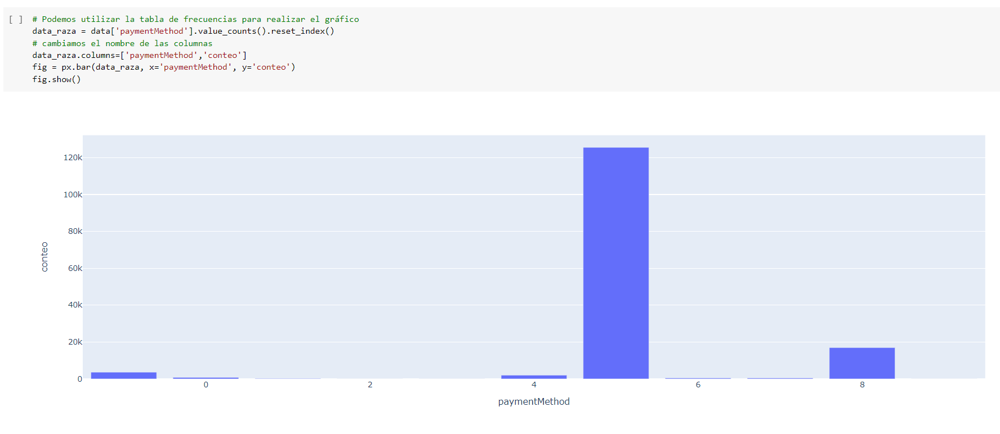 [ ] # Podemos utilizar la tabla de frecuencias para realizar el gráfico
data_raza = data['paymentMethod'].value_counts().reset_index()
# cambiamos el nombre de las columnas
data_raza.columns=['paymentMethod','conteo']
fig = px.bar(data_raza, x='paymentMethod', y='conteo')
fig.show()
120k
100k
80k
60k
40k
20k
0
conteo
0 2 4 6 8
paymentMethod